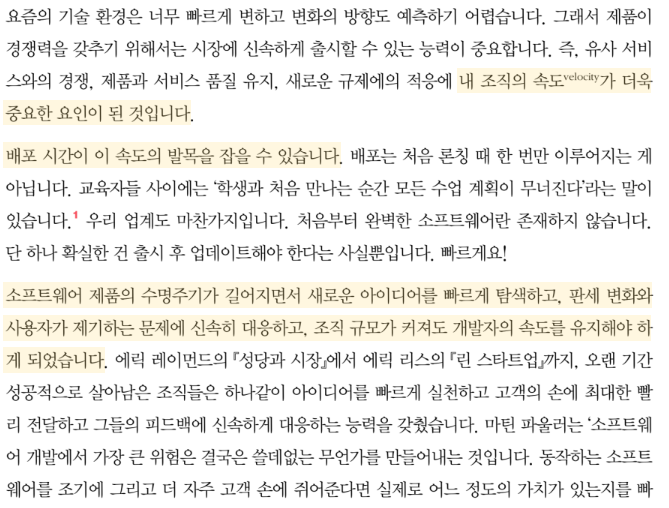 요즘의 기술 환경은 너무 빠르게 변하고 변화의 방향도 예측하기 어렵습니다. 그래서 제품이
경쟁력을 갖추기 위해서는 시장에 신속하게 출시할 수 있는 능력이 중요합니다. 즉, 유사 서비
스와의 경쟁, 제품과 서비스 품질 유지, 새로운 규제에의 적응에 내 조직의 속도velocity가 더욱
중요한 요인이 된 것입니다.
배포 시간이 이 속도의 발목을 잡을 수 있습니다. 배포는 처음 론칭 때 한 번만 이루어지는 게
아닙니다. 교육자들 사이에는 ‘학생과 처음 만나는 순간 모든 수업 계획이 무너진다’라는 말이
있습니다.1 우리 업계도 마찬가지입니다. 처음부터 완벽한 소프트웨어란 존재하지 않습니다.
단 하나 확실한 건 출시 후 업데이트해야 한다는 사실뿐입니다. 빠르게요!
소프트웨어 제품의 수명주기가 길어지면서 새로운 아이디어를 빠르게 탐색하고, 판세 변화와
사용자가 제기하는 문제에 신속히 대응하고, 조직 규모가 커져도 개발자의 속도를 유지해야 하
게 되었습니다. 에릭 레이먼드의 『성당과 시장』에서 에릭 리스의 『린 스타트업』까지, 오랜 기간
성공적으로 살아남은 조직들은 하나같이 아이디어를 빠르게 실천하고 고객의 손에 최대한 빨
리 전달하고 그들의 피드백에 신속하게 대응하는 능력을 갖췄습니다. 마틴 파울러는 ‘소프트웨
어 개발에서 가장 큰 위험은 결국은 쓸데없는 무언가를 만들어내는 것입니다. 동작하는 소프트
웨어를 조기에 그리고 더 자주 고객 손에 쥐어준다면 실제로 어느 정도의 가치가 있는지를 빠